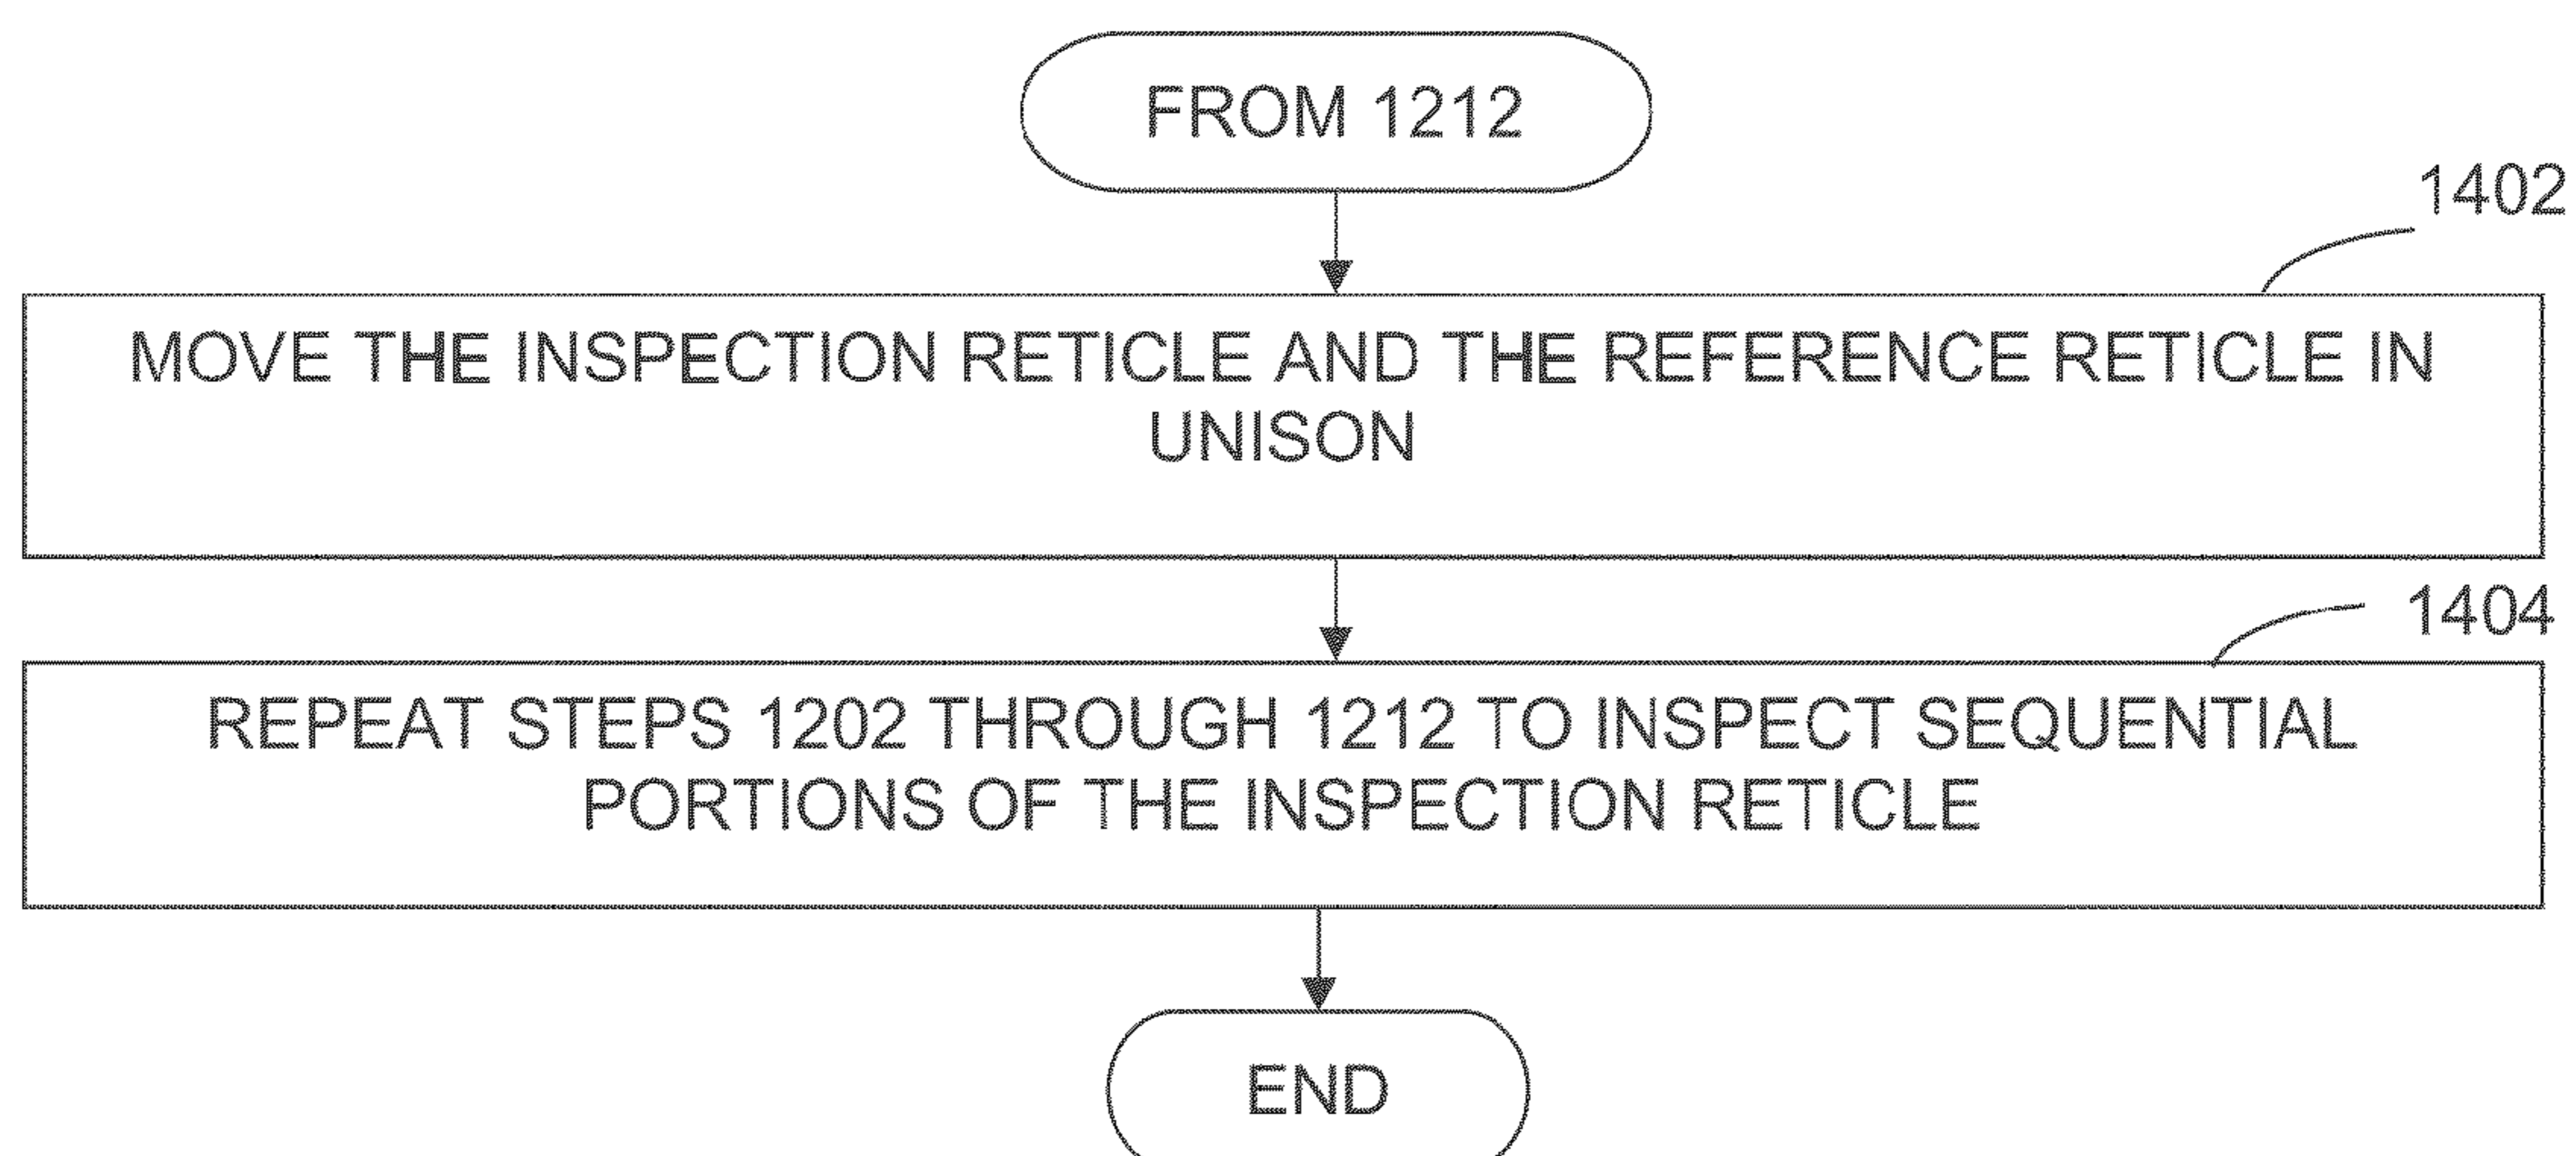 FROM 1212
1402
MOVE THE INSPECTION RETICLE AND THE REFERENCE RETICLE IN
UNISON
1404
REPEAT STEPS 1202 THROUGH 1212 TO INSPECT SEQUENTIAL
PORTIONS OF THE INSPECTION RETICLE
END